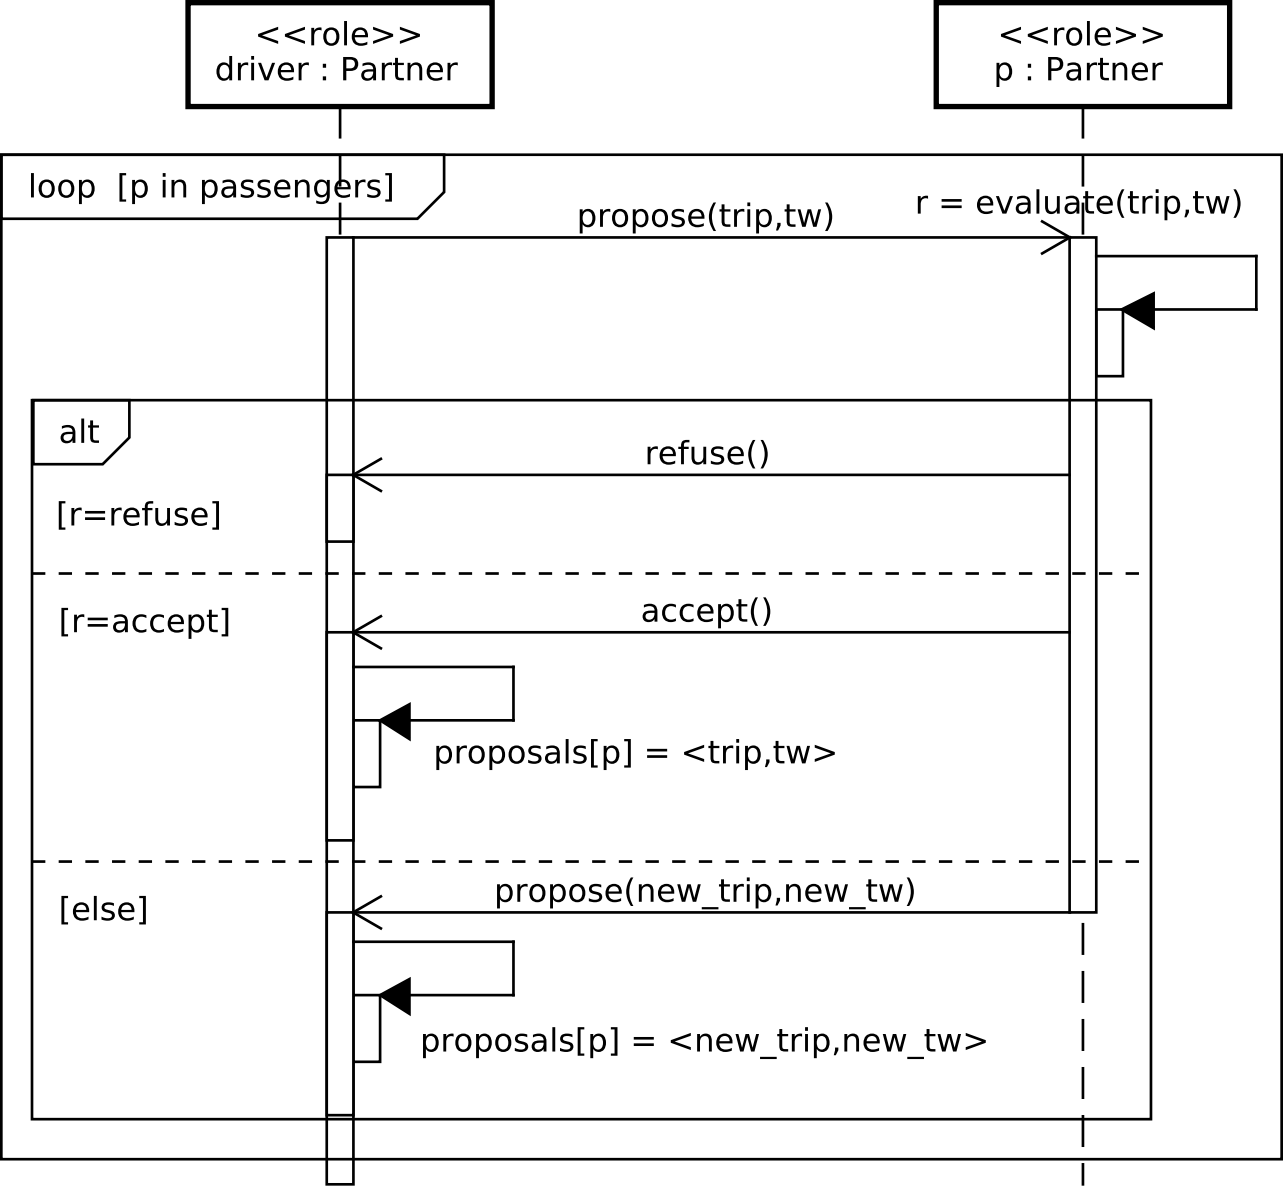 <<role>>
driver : Partner
<<role>>
p : Partner
loop  [p in passengers]
propose(trip,tw)
r = evaluate(trip,tw)
alt
refuse()
[r=refuse]
accept()
[r=accept]
proposals[p] = <trip,tw>
propose(new_trip,new_tw)
[else]
proposals[p] = <new_trip,new_tw>